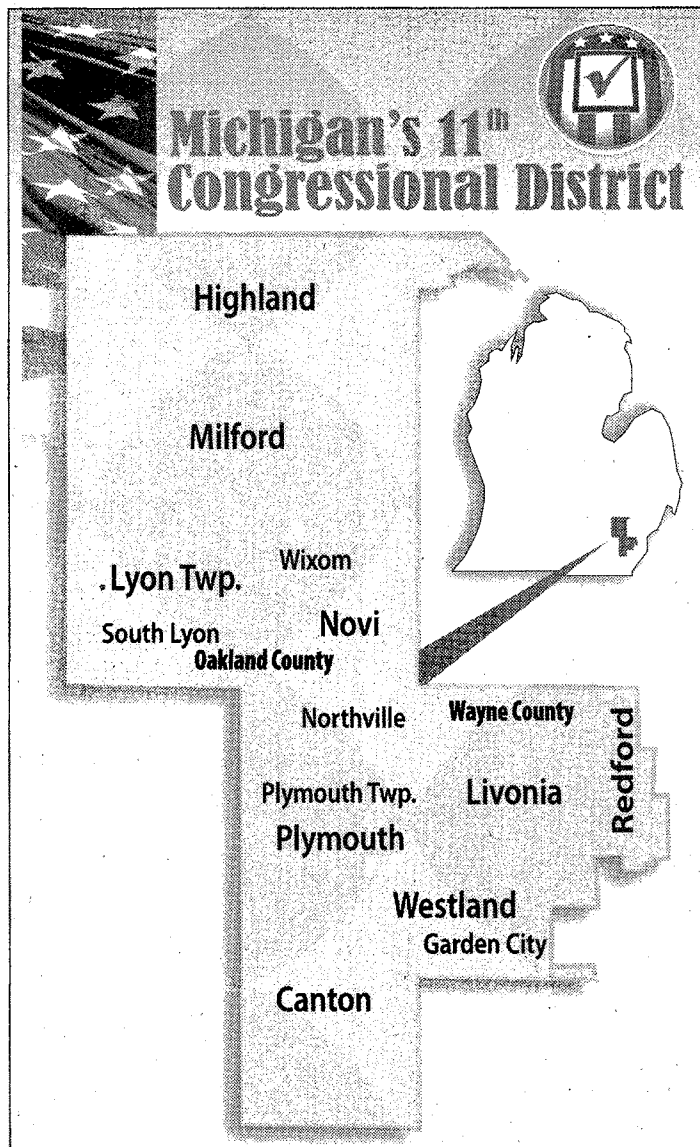 Michigan's 11th
Congressional District
Highland
Milford
Wixom
.Lyon Twp.
Novi
South Lyon
Oakland County
Northville
Wayne County
Redford
Plymouth Twp.
Livonia
Plymouth
Westland
Garden City
Canton